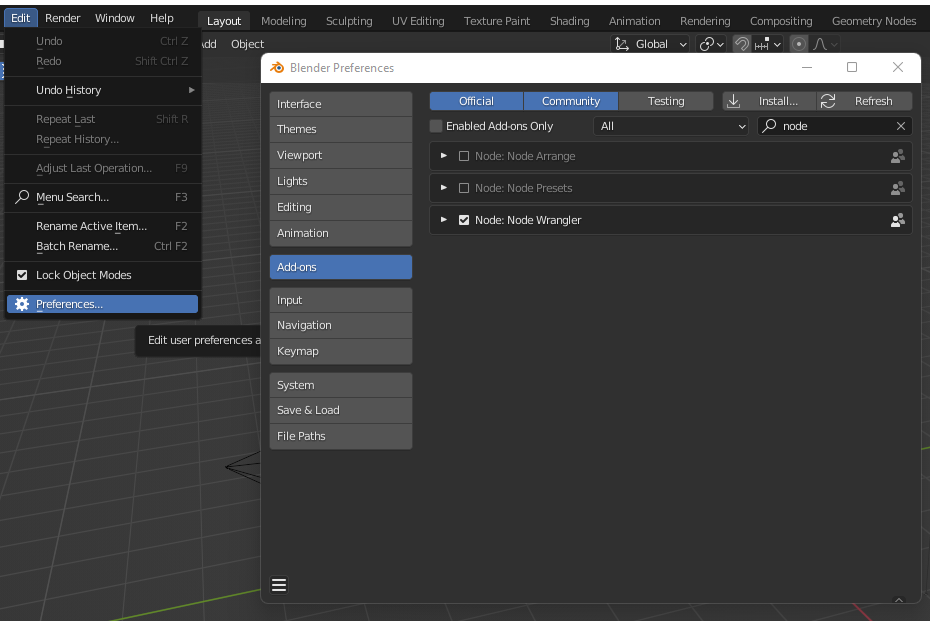 Edit Render Window Help Layout Modeling Sculpting UV Editing Texture Paint Shading Animation Rendering Compositing Geometry Nodes
Undo Ctrl Z
Redo Shift Ctrl Z
Undo History
Repeat Last Shift R
Repeat History...
Adjust Last Operation... F9
Menu Search... F3
Rename Active Item... F2
Batch Rename... Ctrl F2
Lock Object Modes
Preferences...
Edit user preferences a
Object
Global
Blender Preferences
Interface
Themes
Viewport
Lights
Editing
Animation
Add-ons
Input
Navigation
Keymap
System
Save & Load
File Paths
Official Community Testing Install... Refresh
Enabled Add-ons Only All node
Node: Node Arrange
Node: Node Presets
Node: Node Wrangler